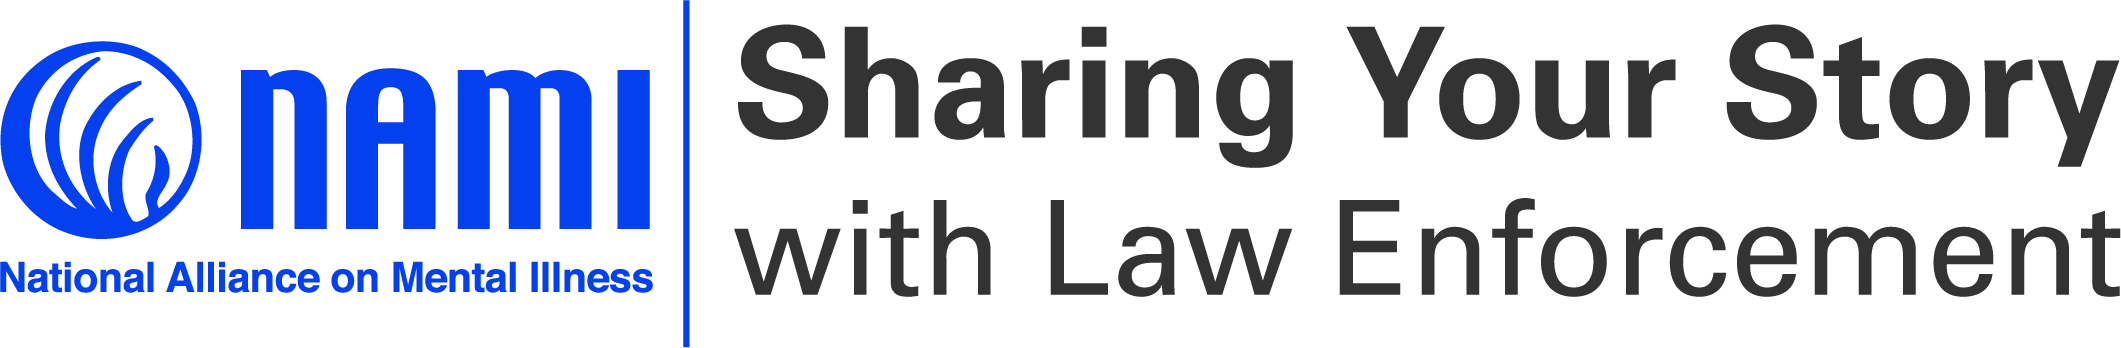 NAMI
National Alliance on Mental Illness
Sharing Your Story
with Law Enforcement